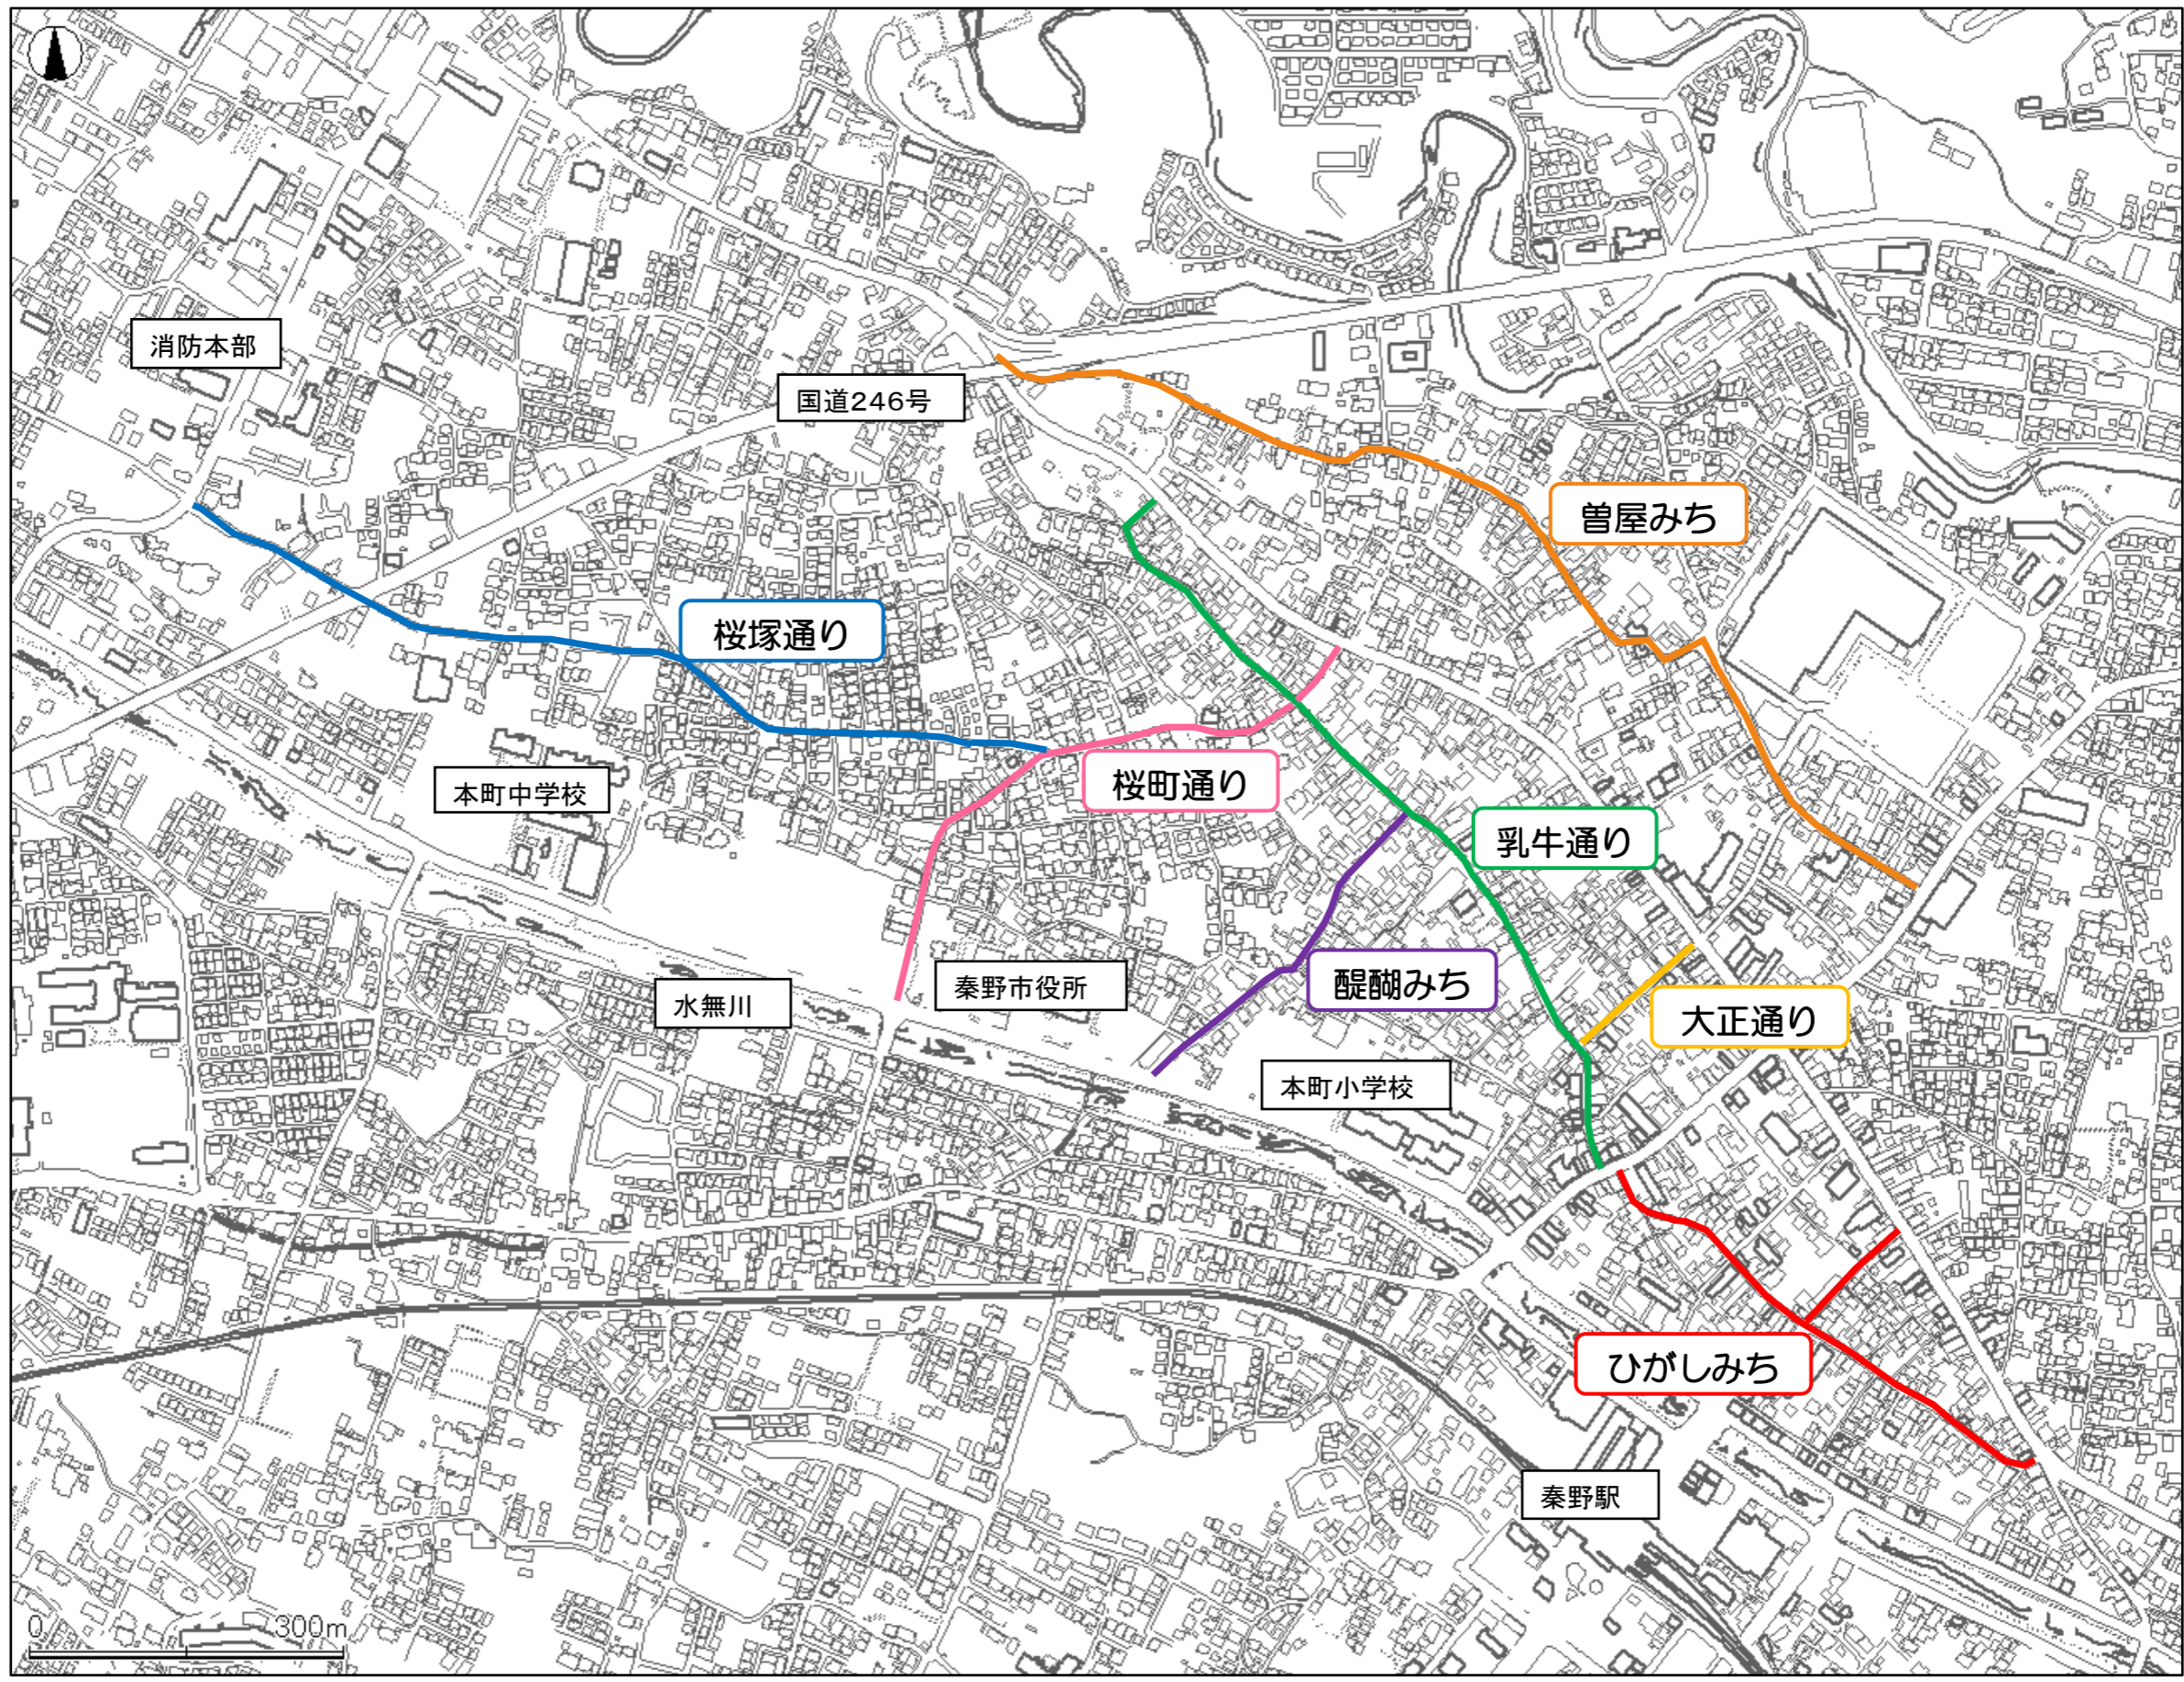 消防本部
国道246号
曽屋みち
桜塚通り
桜町通り
本町中学校
乳牛通り
醍醐みち
秦野市役所
水無川
大正通り
本町小学校
ひがしみち
秦野駅
0 300m